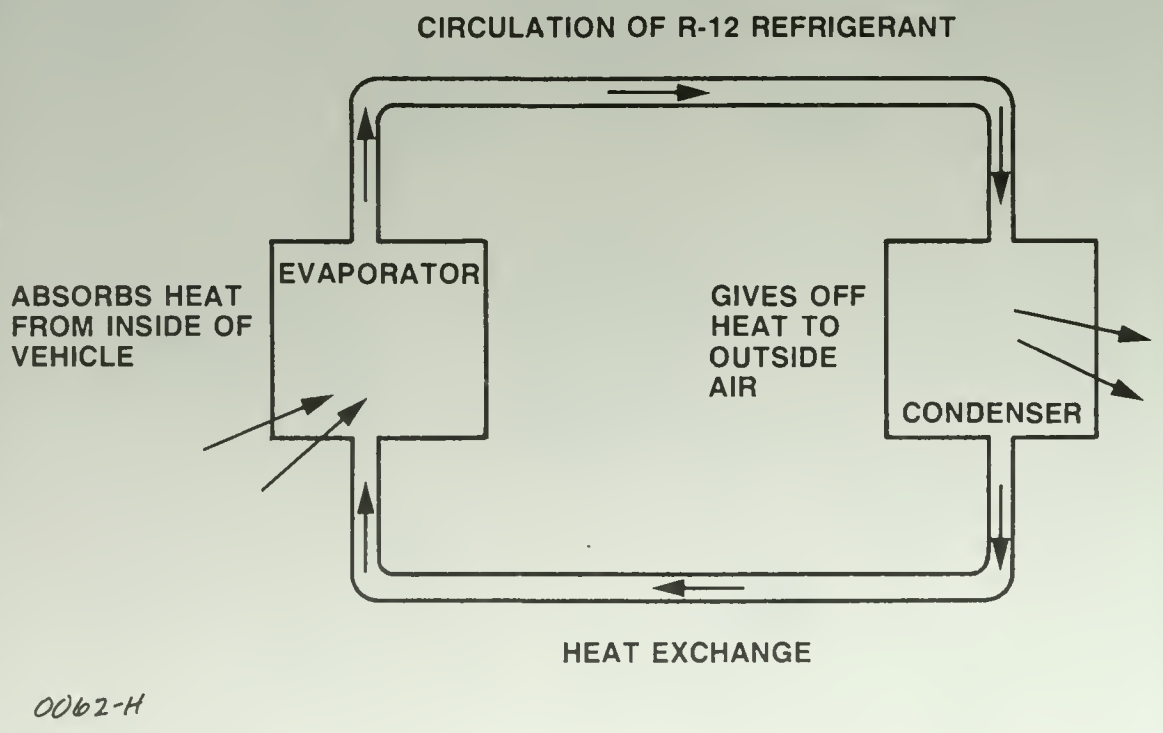 CIRCULATION OF R-12 REFRIGERANT
EVAPORATOR
ABSORBS HEAT
FROM INSIDE OF
VEHICLE
GIVES OFF
HEAT TO
OUTSIDE
AIR
CONDENSER
HEAT EXCHANGE
0062-H